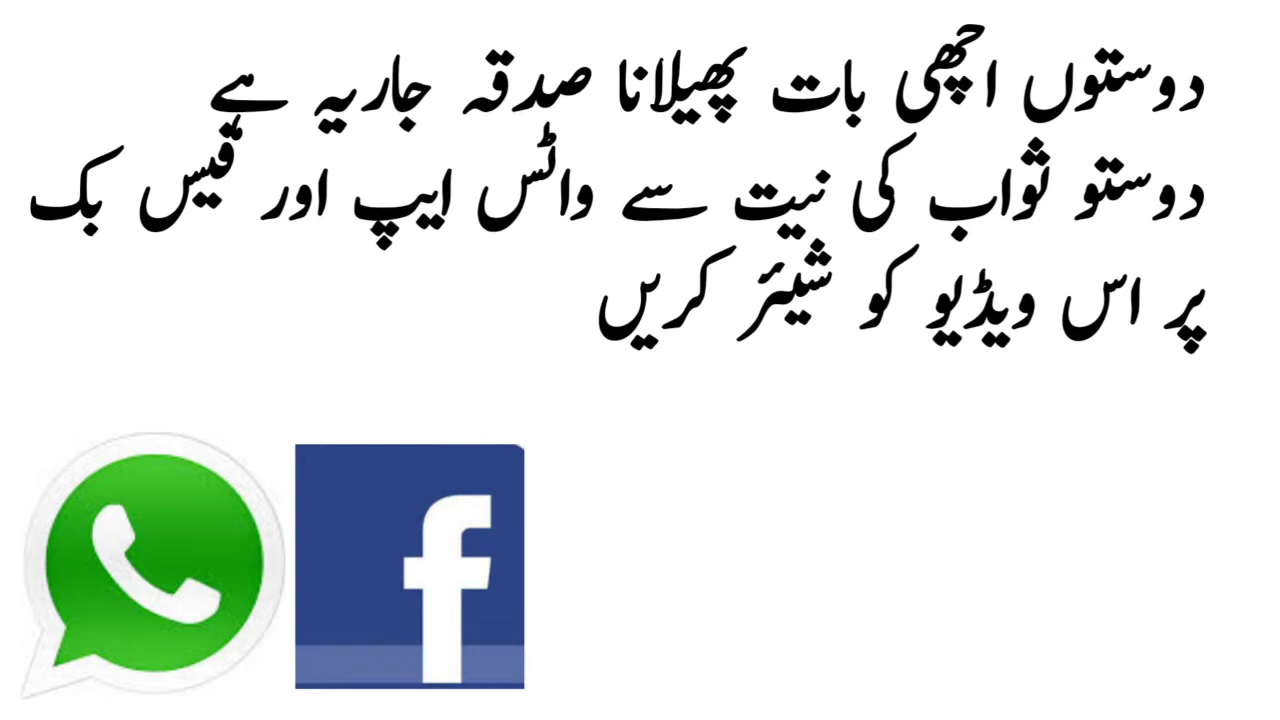 دوستوں اچھی بات پھیلانا صدقہ جاریہ ہے
دوستو ثواب کی نیت سے واٹس ایپ اور فیس بک
پر اس ویڈیو کو شیئر کریں
f